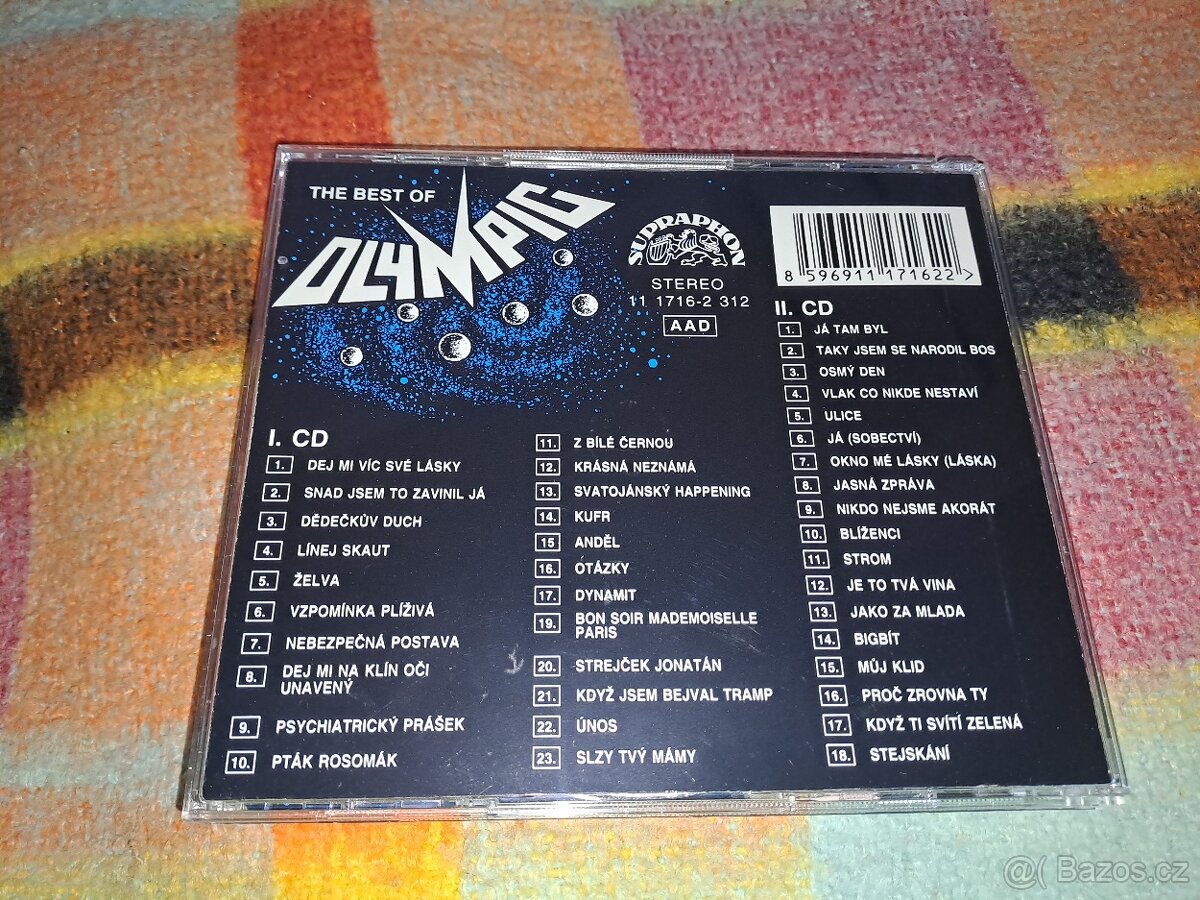 THE BEST OF
OLYMPIC
SUPRAPHON
STEREO
11 1716-2 312
AAD
8 596911 171622 >
I. CD
1. DEJ MI VÍC SVÉ LÁSKY
2. SNAD JSEM TO ZAVINIL JÁ
3. DĚDEČKŮV DUCH
4. LÍNEJ SKAUT
5. ŽELVA
6. VZPOMÍNKA PLÍŽIVÁ
7. NEBEZPEČNÁ POSTAVA
8. DEJ MI NA KLÍN OČI
UNAVENÝ
9. PSYCHIATRICKÝ PRÁŠEK
10. PTÁK ROSOMÁK
11. Z BÍLÉ ČERNOU
12. KRÁSNÁ NEZNÁMÁ
13. SVATOJÁNSKÝ HAPPENING
14. KUFR
15 ANDĚL
16. OTÁZKY
17. DYNAMIT
19. BON SOIR MADEMOISELLE
PARIS
20. STREJČEK JONATÁN
21. KDYŽ JSEM BEJVAL TRAMP
22. ÚNOS
23. SLZY TVÝ MÁMY
II. CD
1. JÁ TAM BYL
2. TAKY JSEM SE NARODIL BOS
3. OSMÝ DEN
4. VLAK CO NIKDE NESTAVÍ
5. ULICE
6. JÁ (SOBECTVÍ)
7. OKNO MÉ LÁSKY (LÁSKA)
8. JASNÁ ZPRÁVA
9. NIKDO NEJSME AKORÁT
10. BLÍŽENCI
11. STROM
12. JE TO TVÁ VINA
13. JAKO ZA MLADA
14. BIGBÍT
15. MŮJ KLID
16. PROČ ZROVNA TY
17. KDYŽ TI SVÍTÍ ZELENÁ
18. STEJSKÁNÍ
@ Bazos.cz